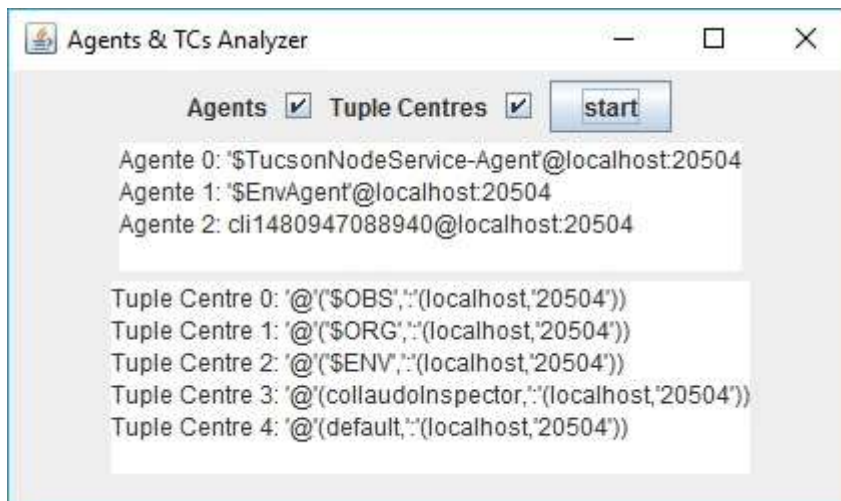 Agents & TCs Analyzer
Agents Tuple Centres start
Agente 0: '$TucsonNodeService-Agent'@localhost:20504
Agente 1: '$EnvAgent'@localhost:20504
Agente 2: cli1480947088940@localhost:20504
Tuple Centre 0: '@'('$OBS',':'(localhost,'20504'))
Tuple Centre 1: '@'('$ORG',':'(localhost,'20504'))
Tuple Centre 2: '@'('$ENV',':'(localhost,'20504'))
Tuple Centre 3: '@'(collaudoInspector,':'(localhost,'20504'))
Tuple Centre 4: '@'(default,':'(localhost,'20504'))